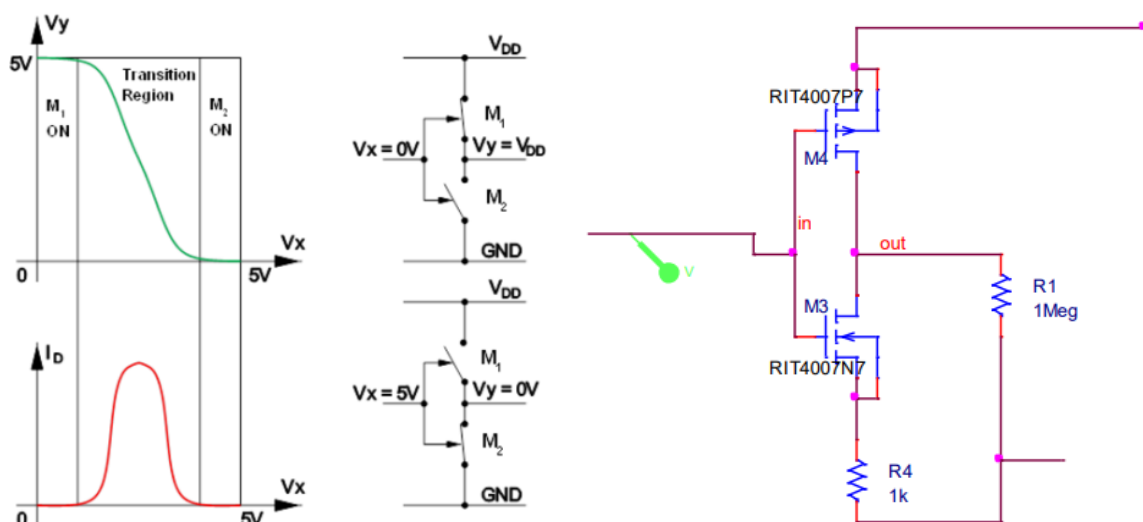 Vy
5V
Transition
Region
M1
ON
M2
ON
Vx
0
5V
ID
Vx
0
5V
VDD
M1
Vx = 0V
Vy = VDD
M2
GND
VDD
M1
Vx = 5V
Vy = 0V
M2
GND
RIT4007P7
M4
in
out
V
R1
1Meg
M3
RIT4007N7
R4
1k